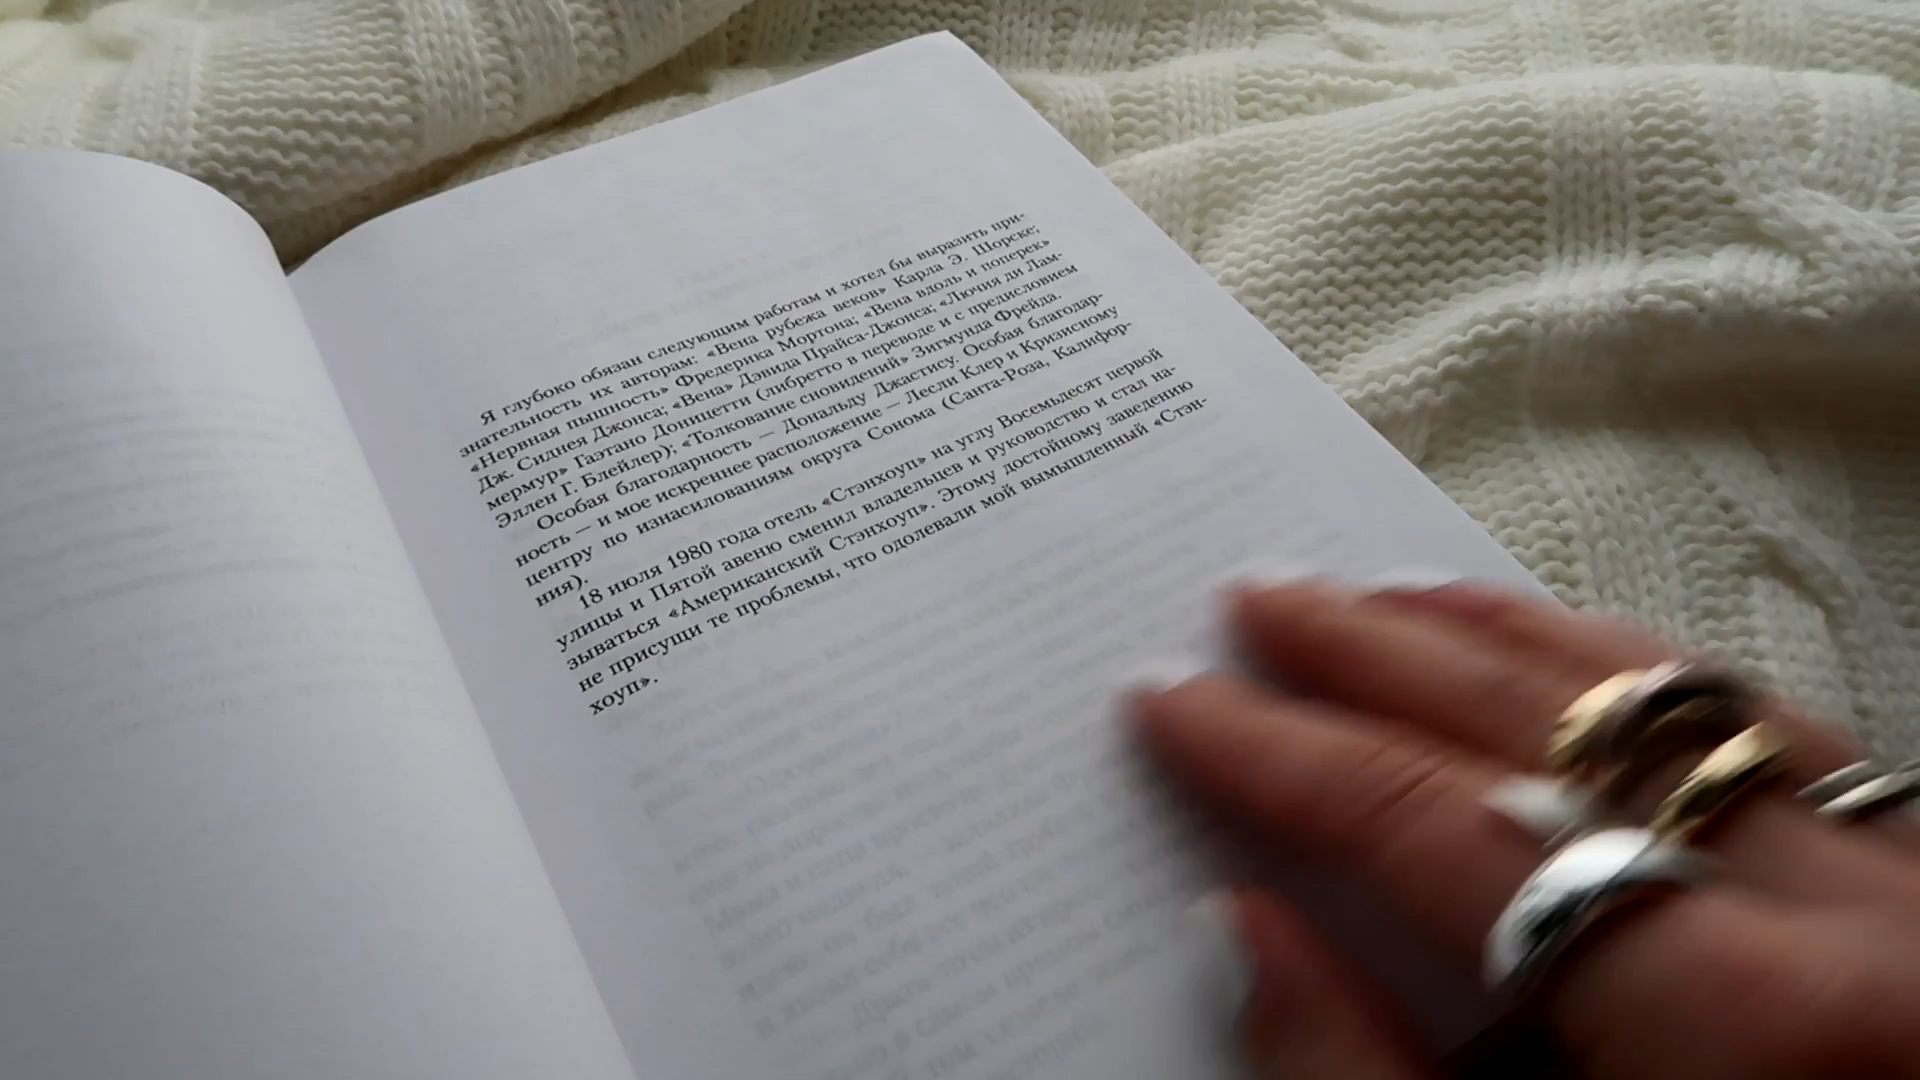 Я глубоко обязан следующим работам и хотел бы выразить при-
знательность их авторам: «Вена рубежа веков» Карла Э. Шорске;
«Нервная пышность» Фредерика Мортона; «Вена вдоль и поперек»
Дж. Сиднея Джонса; «Вена» Дэвида Прайса-Джонса; «Лючия ди Лам-
мермур» Гаэтано Доницетти (либретто в переводе и с предисловием
Эллен Г. Блейлер); «Толкование сновидений» Зигмунда Фрейда.
Особая благодарность — Дональду Джастису. Особая благодар-
ность — и мое искреннее расположение — Лесли Клер и Кризисному
центру по изнасилованиям округа Сонома (Санта-Роза, Калифор-
ния).
18 июля 1980 года отель «Стэнхоуп» на углу Восемьдесят первой
улицы и Пятой авеню сменил владельцев и руководство и стал на-
зываться «Американский Стэнхоуп». Этому достойному заведению
не присущи те проблемы, что одолевали мой вымышленный «Стэн-
хоуп».